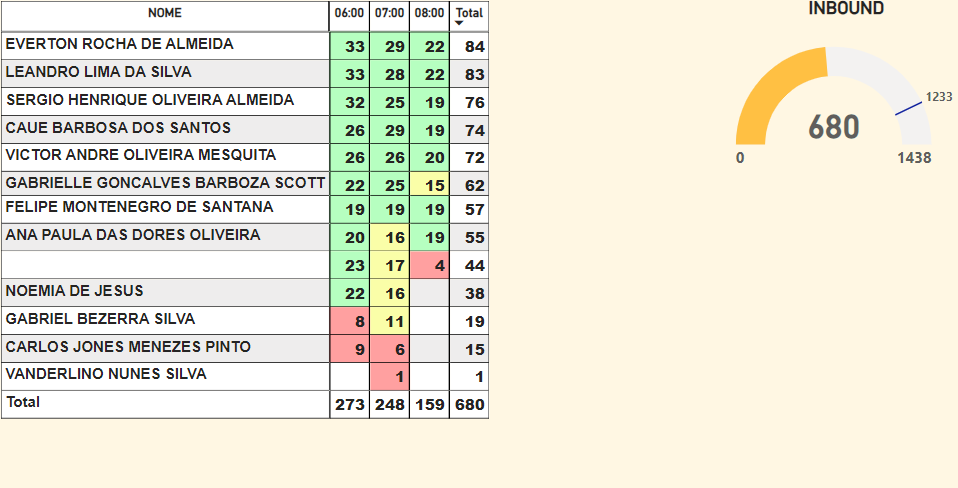 NOME 06:00 07:00 08:00 Total
EVERTON ROCHA DE ALMEIDA 33 29 22 84
LEANDRO LIMA DA SILVA 33 28 22 83
SERGIO HENRIQUE OLIVEIRA ALMEIDA 32 25 19 76
CAUE BARBOSA DOS SANTOS 26 29 19 74
VICTOR ANDRE OLIVEIRA MESQUITA 26 26 20 72
GABRIELLE GONCALVES BARBOZA SCOTT 22 25 15 62
FELIPE MONTENEGRO DE SANTANA 19 19 19 57
ANA PAULA DAS DORES OLIVEIRA 20 16 19 55
23 17 4 44
NOEMIA DE JESUS 22 16 38
GABRIEL BEZERRA SILVA 8 11 19
CARLOS JONES MENEZES PINTO 9 6 15
VANDERLINO NUNES SILVA 1 1
Total 273 248 159 680
INBOUND
1233
680
0 1438